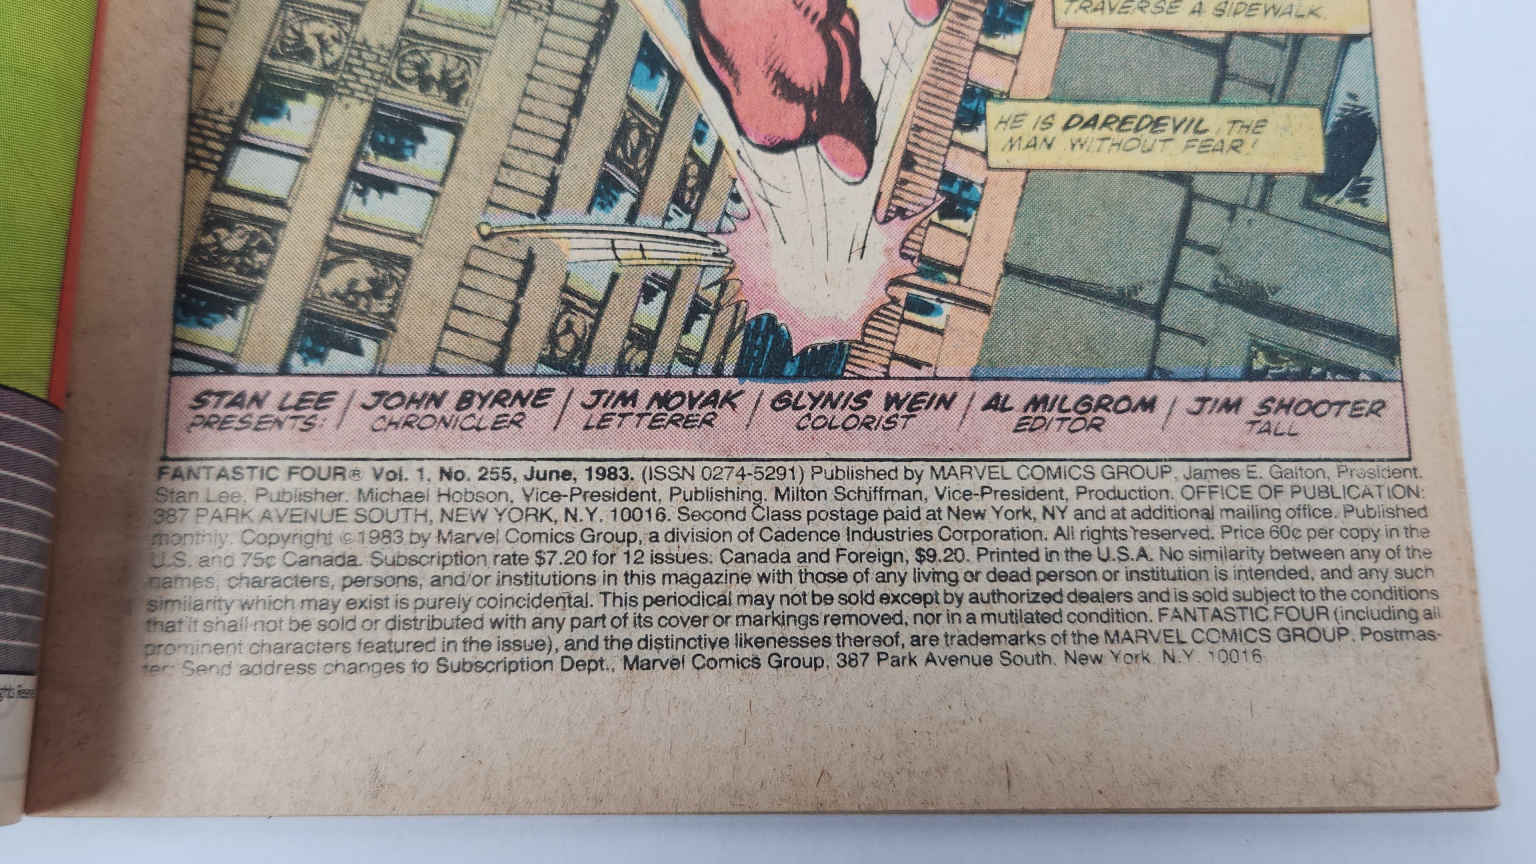 TRAVERSE A SIDEWALK.
HE IS DAREDEVIL, THE
MAN WITHOUT FEAR!
STAN LEE / JOHN BYRNE / JIM NOVAK / GLYNIS WEIN / AL MILGROM / JIM SHOOTER
PRESENTS: CHRONICLER LETTERER COLORIST EDITOR TALL
FANTASTIC FOUR® Vol. 1, No. 255, June, 1983. (ISSN 0274-5291) Published by MARVEL COMICS GROUP, James E. Galton, President.
Stan Lee, Publisher. Michael Hobson, Vice-President, Publishing. Milton Schiffman, Vice-President, Production. OFFICE OF PUBLICATION:
387 PARK AVENUE SOUTH, NEW YORK, N.Y. 10016. Second Class postage paid at New York, NY and at additional mailing office. Published
monthly. Copyright © 1983 by Marvel Comics Group, a division of Cadence Industries Corporation. All rights reserved. Price 60¢ per copy in the
U.S. and 75¢ Canada. Subscription rate $7.20 for 12 issues. Canada and Foreign, $9.20. Printed in the U.S.A. No similarity between any of the
names, characters, persons, and/or institutions in this magazine with those of any living or dead person or institution is intended, and any such
similarity which may exist is purely coincidental. This periodical may not be sold except by authorized dealers and is sold subject to the conditions
that it shall not be sold or distributed with any part of its cover or markings removed, nor in a mutilated condition. FANTASTIC FOUR (including all
prominent characters featured in the issue), and the distinctive likenesses thereof, are trademarks of the MARVEL COMICS GROUP. Postmas-
ter: Send address changes to Subscription Dept., Marvel Comics Group, 387 Park Avenue South, New York, N.Y. 10016